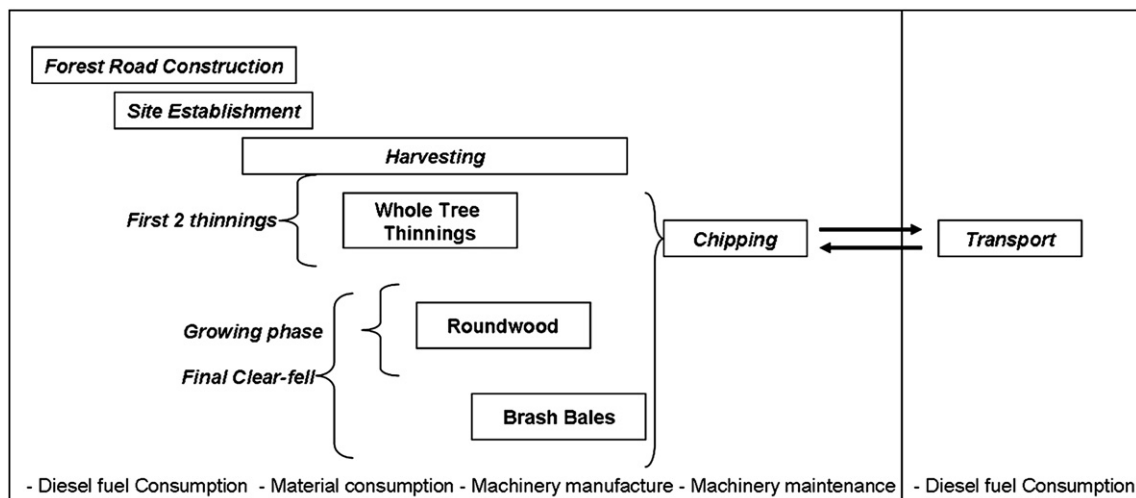 Forest Road Construction
Site Establishment
Harvesting
First 2 thinnings
Whole Tree
Thinnings
Chipping
Transport
Growing phase
Roundwood
Final Clear-fell
Brash Bales
- Diesel fuel Consumption - Material consumption - Machinery manufacture - Machinery maintenance
- Diesel fuel Consumption